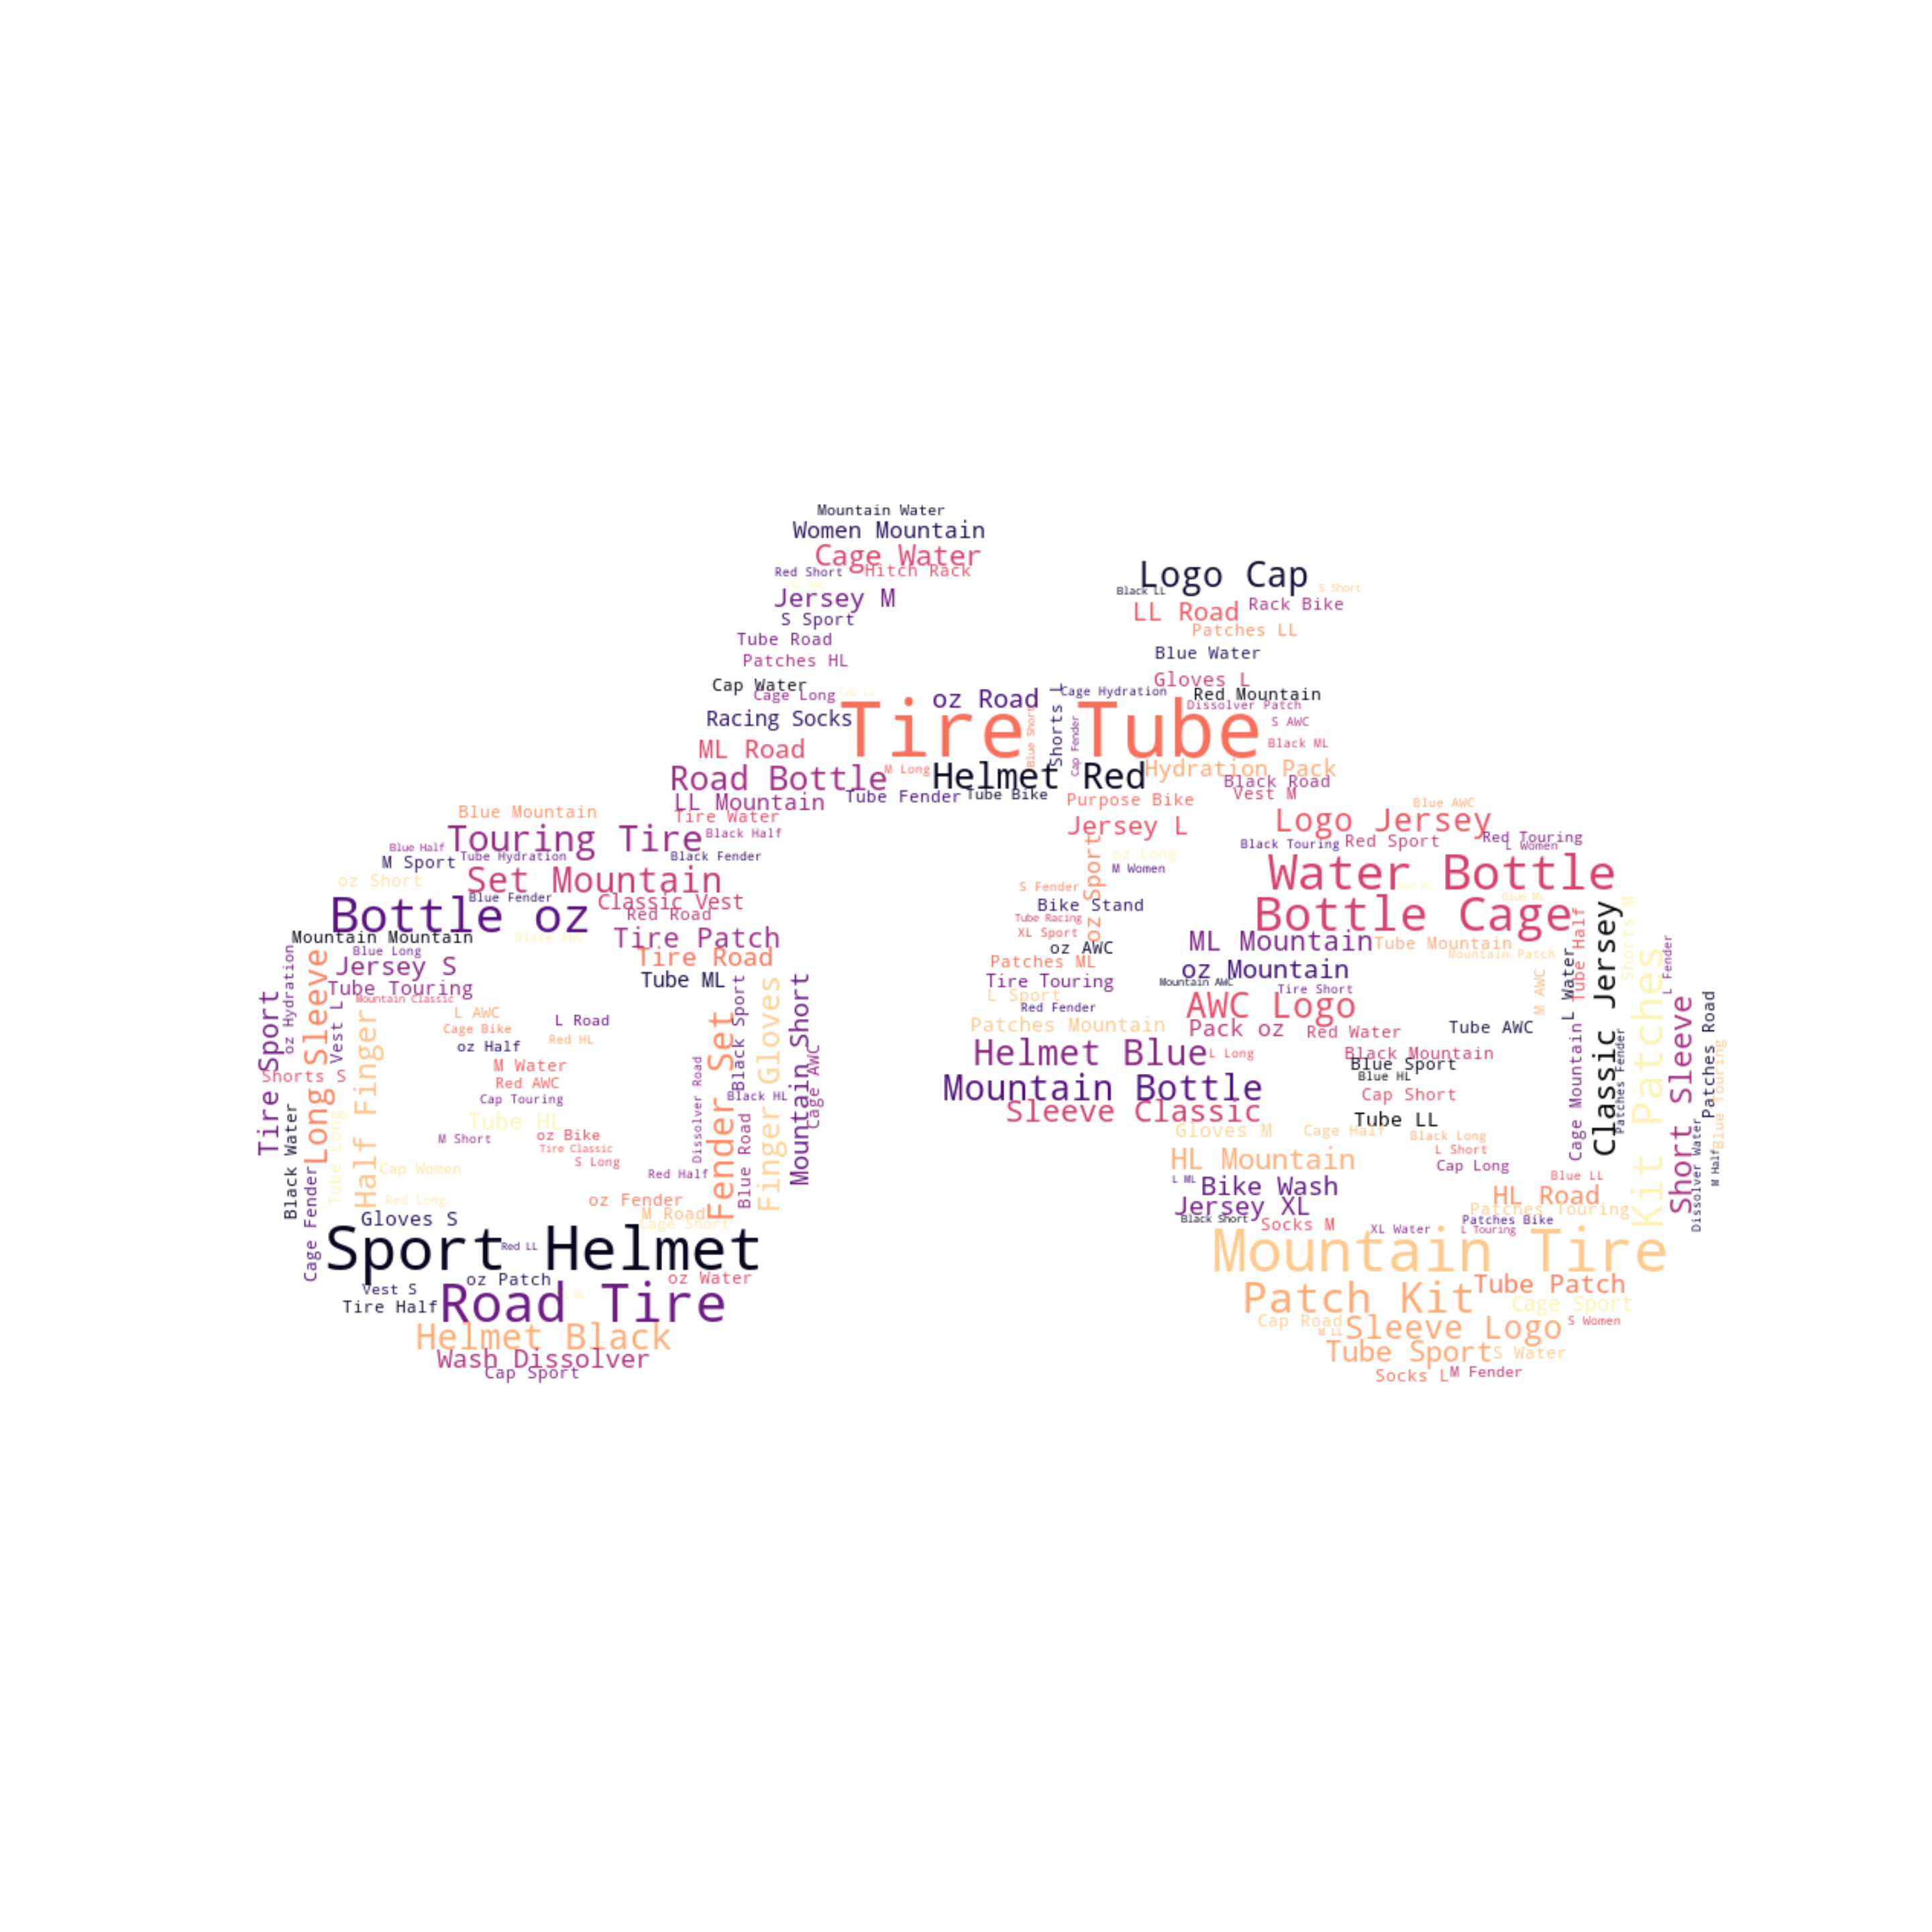 Mountain Water
Women Mountain
Cage Water
Red Short
Hitch Rack
Jersey M
S Sport
Tube Road
Patches HL
Cap Water
Cage Long
Cap LL
Racing Socks
ML Road
Road Bottle
LL Mountain
Tire Water
Black Half
Logo Cap
Black LL
S Short
LL Road
Rack Bike
Patches LL
Blue Water
Gloves L
Red Mountain
Cage Hydration
oz Road
Shorts L
Dissolver Patch
S AWC
Tire Tube
Blue Short
Cap Fender
Black ML
M Long
Helmet Red
Hydration Pack
Black Road
Vest M
Tube Fender
Tube Bike
Purpose Bike
Jersey L
oz Long
M Women
oz Sport
S Fender
Bike Stand
Tube Racing
XL Sport
oz AWC
Patches ML
Tire Touring
L Sport
Red Fender
Patches Mountain
Helmet Blue
L Long
Mountain Bottle
Sleeve Classic
Blue Mountain
Touring Tire
Blue Half
M Sport
Tube Hydration
Black Fender
oz Short
Set Mountain
Blue Fender
Classic Vest
Red Road
Bottle oz
Mountain Mountain
Black AWC
Tire Patch
Blue Long
Tire Road
Jersey S
Tube ML
Tube Touring
Mountain Classic
oz Hydration
Tire Sport
Long Sleeve
Vest L
Shorts S
Half Finger
Black Water
Tube Long
Cage Fender
L AWC
L Road
Cage Bike
Red HL
oz Half
M Water
Red AWC
Cap Touring
Tube HL
M Short
oz Bike
Tire Classic
S Long
Cap Women
Red Half
Red Long
oz Fender
M Road
Cage Short
Dissolver Road
Fender Set
Black Sport
Black HL
Blue Road
Finger Gloves
Mountain Short
Cage AWC
Gloves S
Sport Helmet
Red LL
oz Patch
oz Water
Vest S
Tire Half
Road Tire
Helmet Black
Wash Dissolver
Cap Sport
Blue AWC
Logo Jersey
Black Touring
Red Sport
Red Touring
L Women
Water Bottle
Blue ML
Bottle Cage
ML Mountain
Tube Mountain
Mountain Patch
oz Mountain
Mountain AWC
Tire Short
AWC Logo
Pack oz
Red Water
Tube AWC
Black Mountain
Blue Sport
Blue HL
Cap Short
Tube LL
M AWC
L Water
Tube Half
Classic Jersey
Shorts M
Kit Patches
L Fender
Cage Mountain
Patches Fender
Short Sleeve
Patches Road
Blue Touring
Dissolver Water
M Half
Gloves M
Cage Half
Black Long
L Short
HL Mountain
Cap Long
L ML
Bike Wash
Blue LL
Jersey XL
HL Road
Black Short
Socks M
Patches Touring
XL Water
Patches Bike
L Touring
Mountain Tire
Patch Kit
Tube Patch
Cage Sport
Cap Road
M LL
Sleeve Logo
S Women
Tube Sport
S Water
Socks L
M Fender